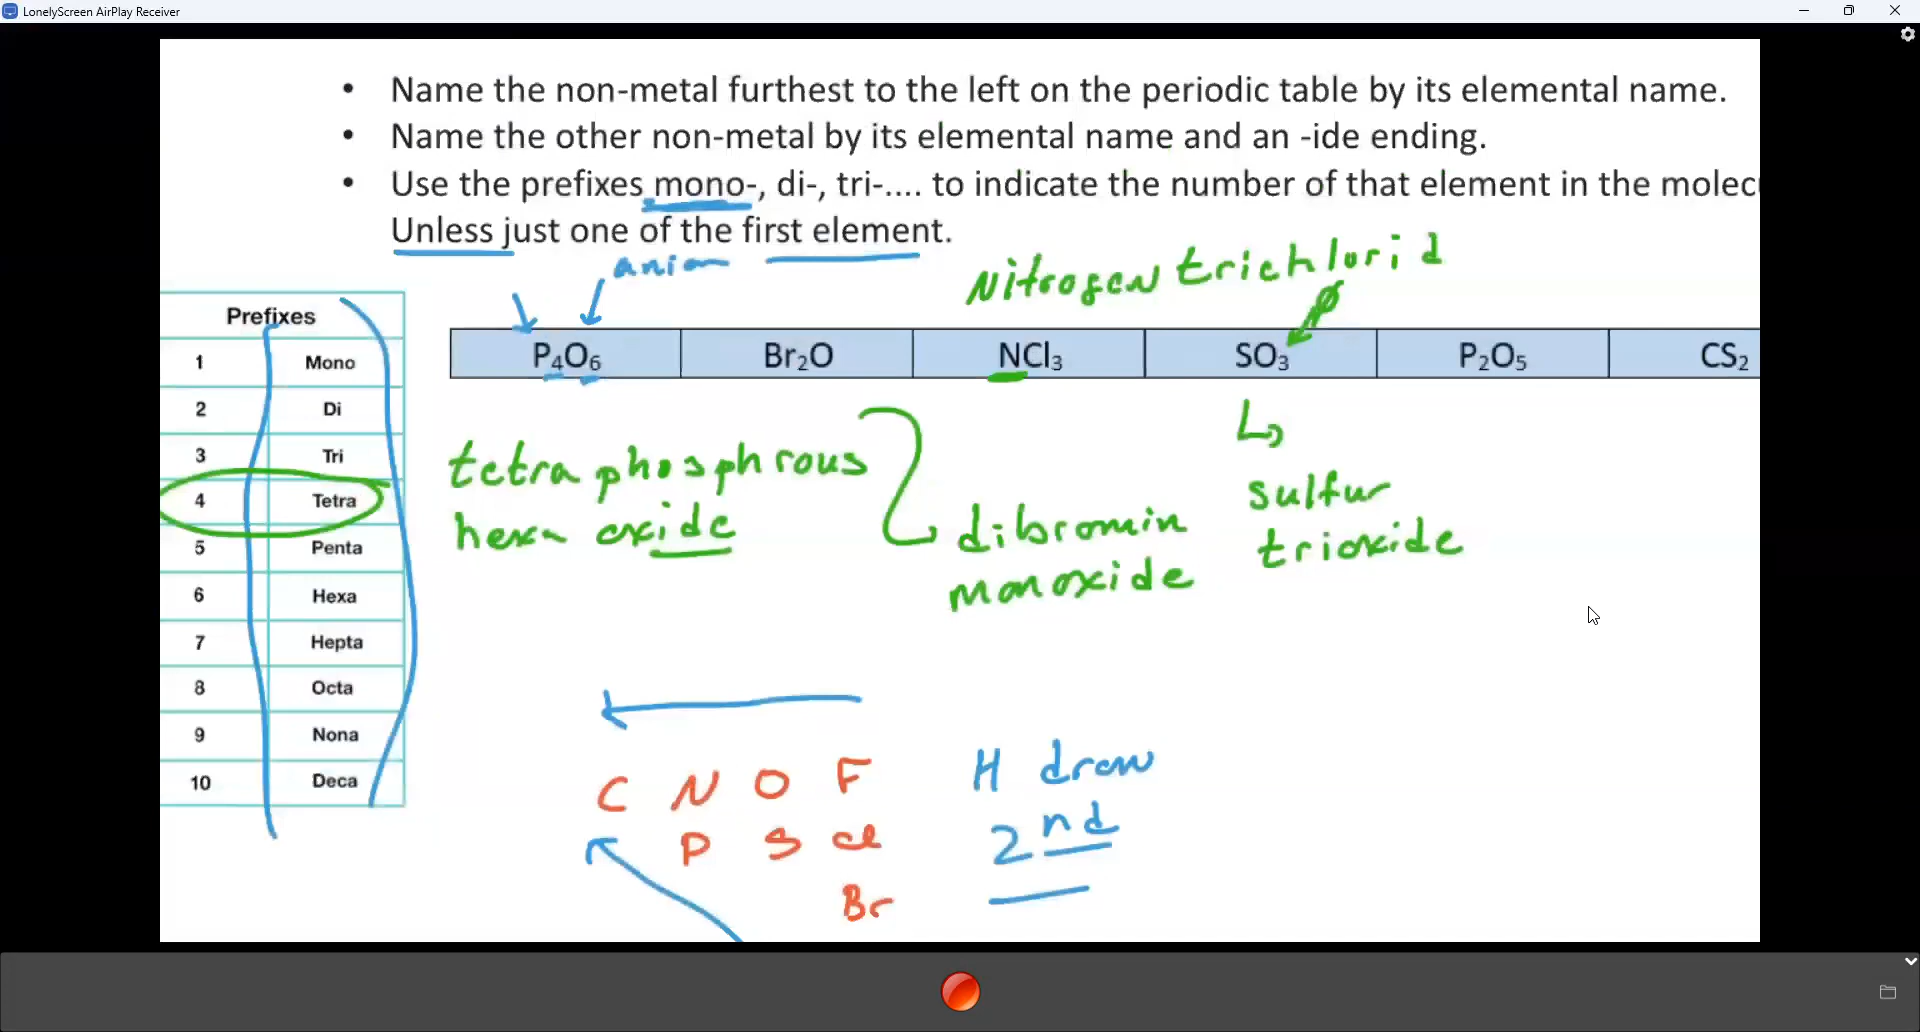 LonelyScreen AirPlay Receiver
• Name the non-metal furthest to the left on the periodic table by its elemental name.
• Name the other non-metal by its elemental name and an -ide ending.
• Use the prefixes mono-, di-, tri-.... to indicate the number of that element in the molec
Unless just one of the first element.
anion
Nitrogen trichlorid
Prefixes
1 Mono
2 Di
3 Tri
4 Tetra
5 Penta
6 Hexa
7 Hepta
8 Octa
9 Nona
10 Deca
P₄O₆ Br₂O NCl₃ SO₃ P₂O₅ CS₂
tetra phosphrous
hexa oxide
dibromin
monoxide
sulfur
trioxide
C N O F
P S Cl
Br
H draw
2nd